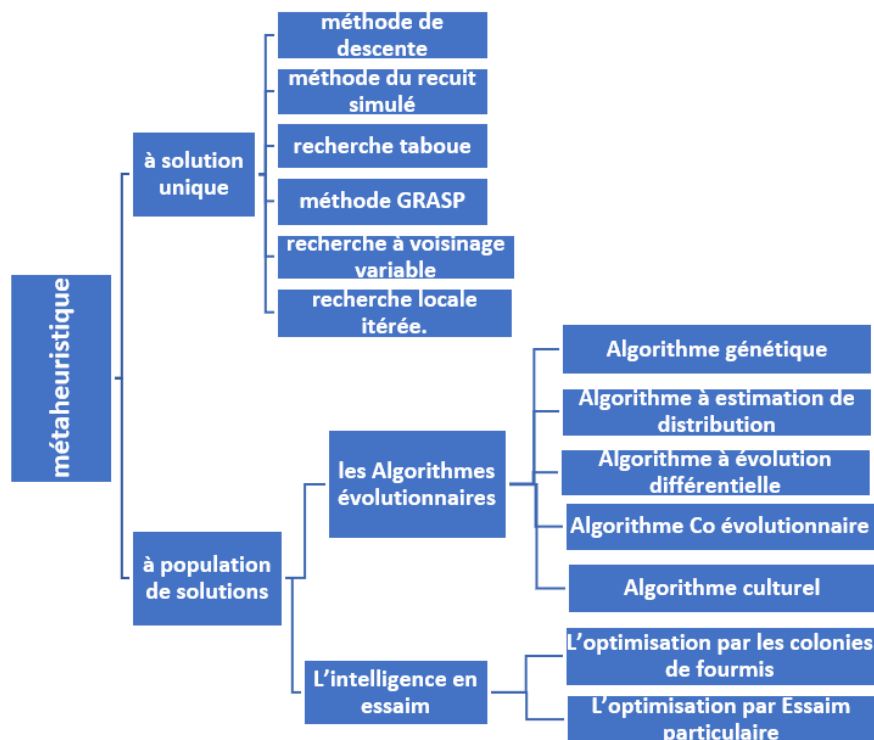 métaheuristique
à solution
unique
méthode de
descente
méthode du recuit
simulé
recherche taboue
méthode GRASP
recherche à voisinage
variable
recherche locale
itérée.
à population
de solutions
les Algorithmes
évolutionnaires
Algorithme génétique
Algorithme à estimation de
distribution
Algorithme à évolution
différentielle
Algorithme Co évolutionnaire
Algorithme culturel
L'intelligence en
essaim
L'optimisation par les colonies
de fourmis
L'optimisation par Essaim
particulaire